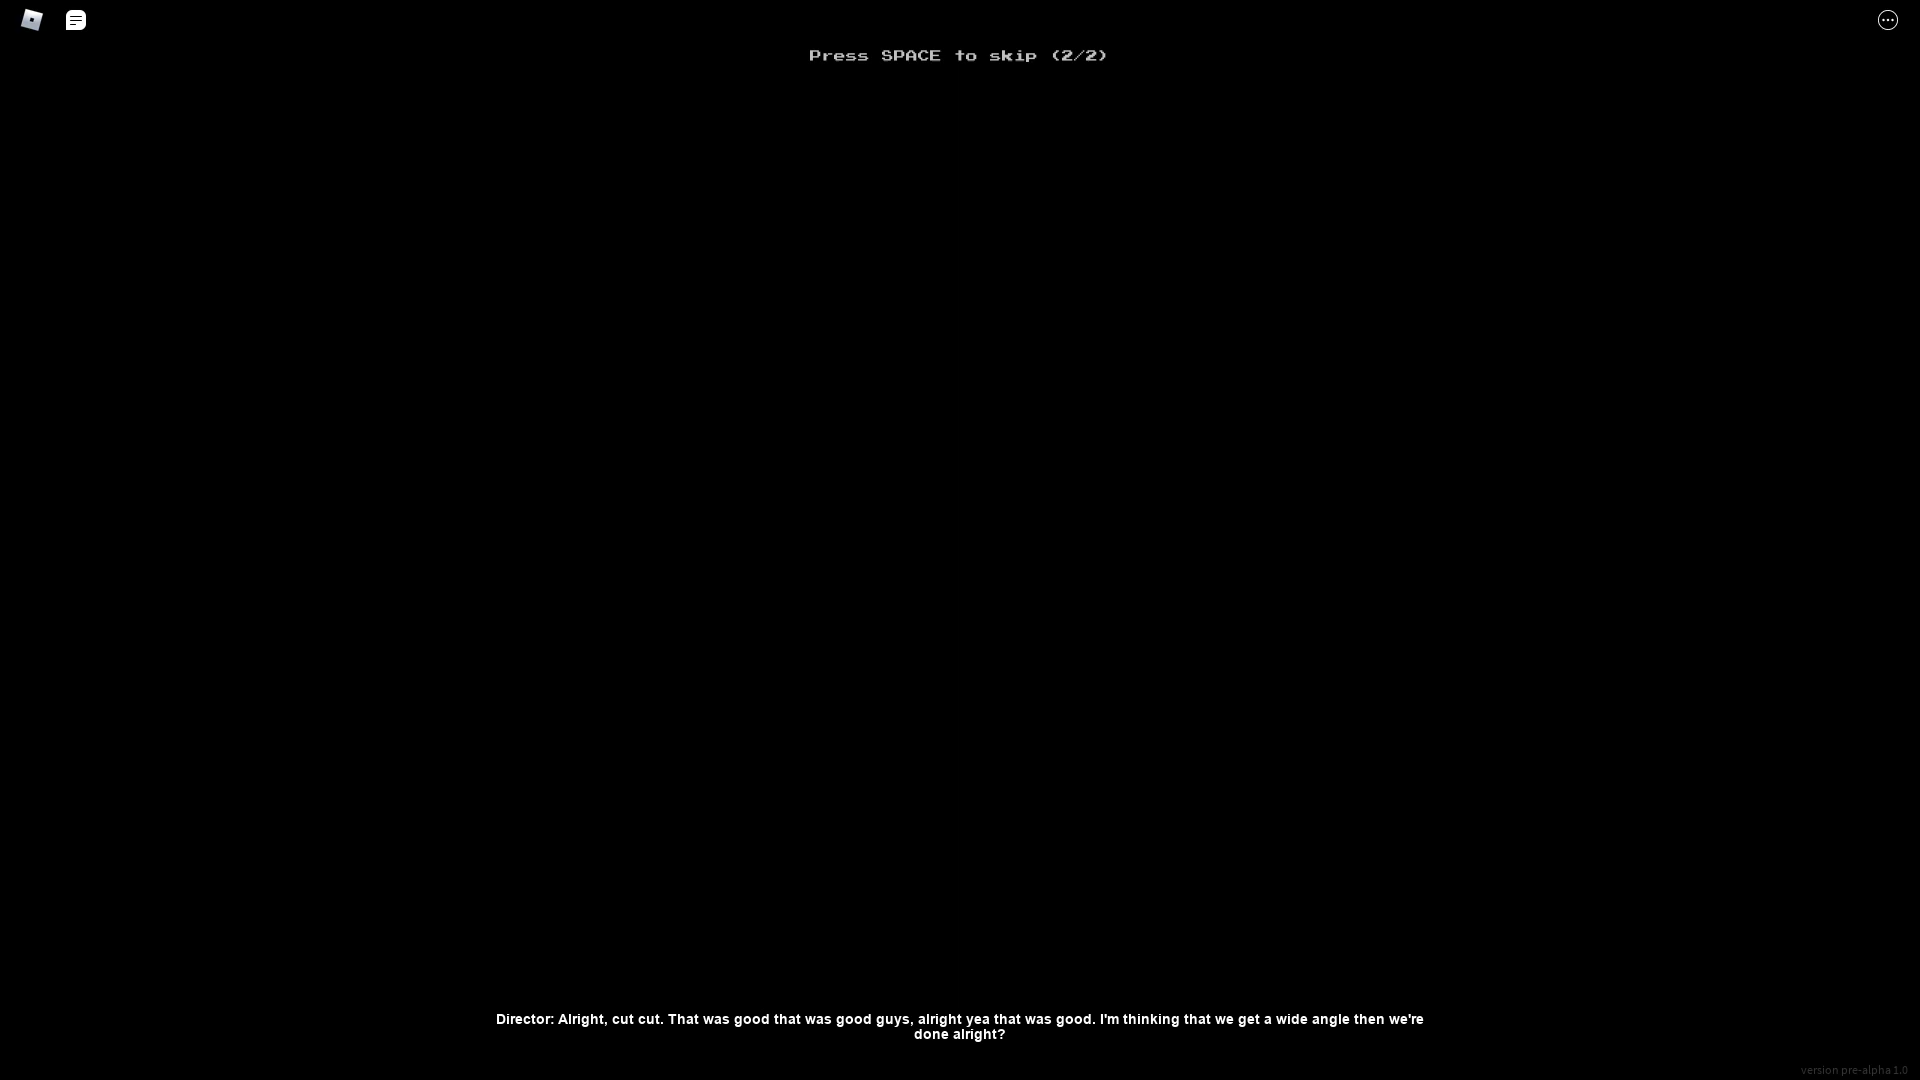 Press SPACE to skip (2/2)
Director: Alright, cut cut. That was good that was good guys, alright yea that was good. I'm thinking that we get a wide angle then we're
done alright?
version pre-alpha 1.0